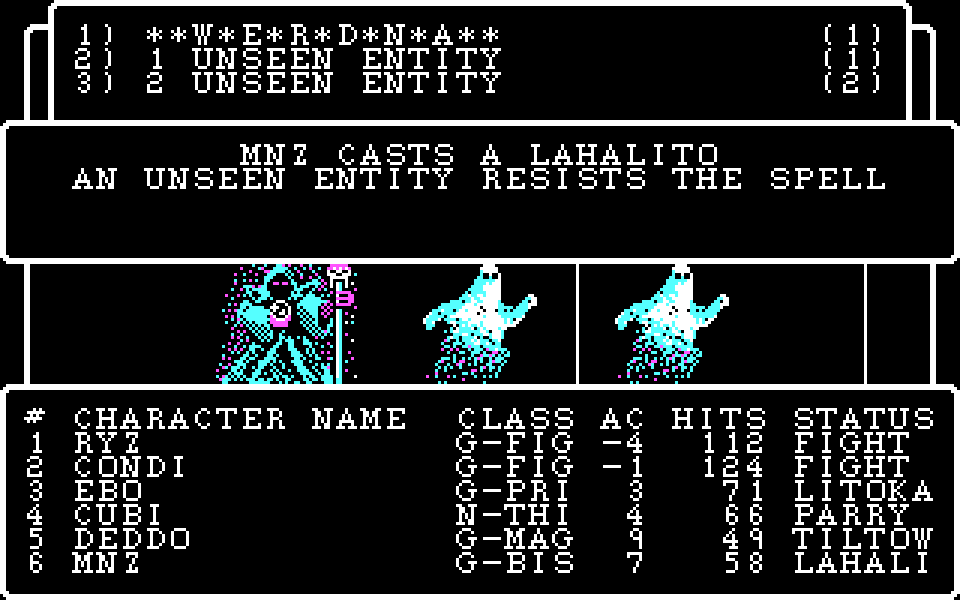 1) **W*E*R*D*N*A** (1)
2) 1 UNSEEN ENTITY (1)
3) 2 UNSEEN ENTITY (2)
MNZ CASTS A LAHALITO
AN UNSEEN ENTITY RESISTS THE SPELL
# CHARACTER NAME CLASS AC HITS STATUS
1 RYZ G-FIG -4 112 FIGHT
2 CONDI G-FIG -1 124 FIGHT
3 EBO G-PRI 3 71 LITOKA
4 CUBI N-THI 4 66 PARRY
5 DEDDO G-MAG 9 49 TILTOW
6 MNZ G-BIS 7 58 LAHALI